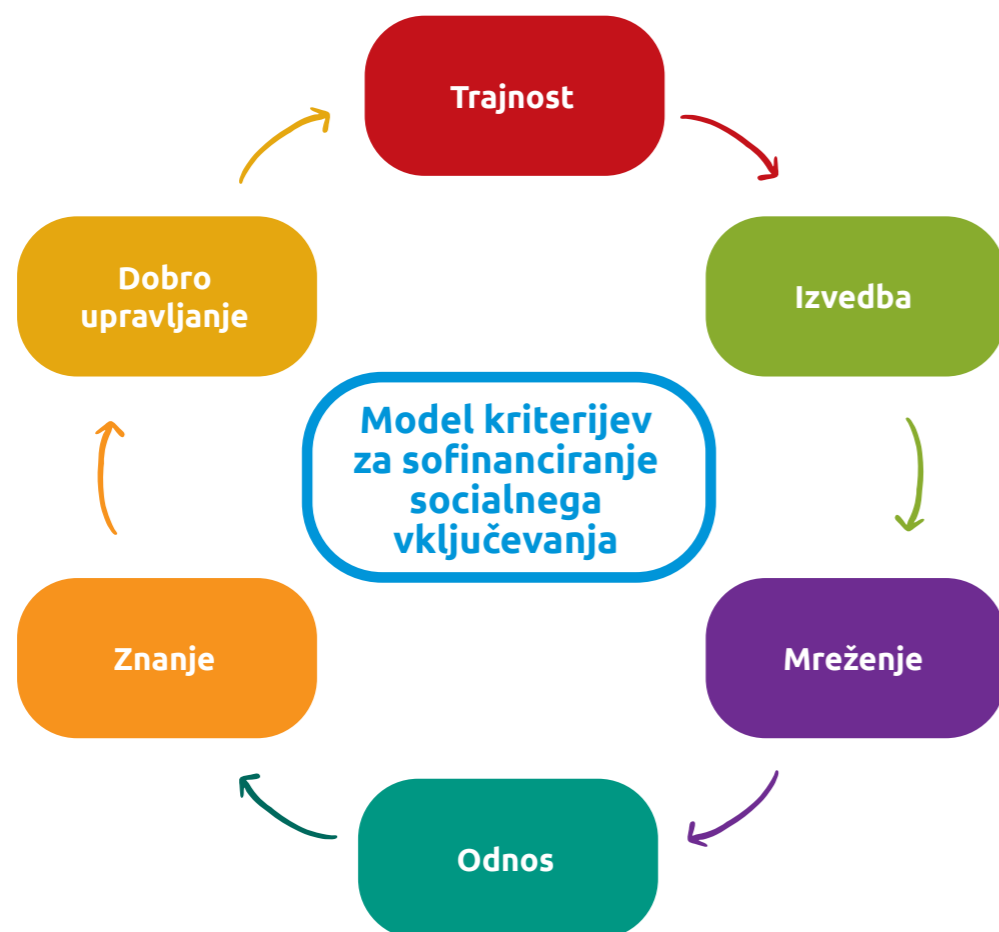 Trajnost
Izvedba
Mreženje
Odnos
Znanje
Dobro
upravljanje
Model kriterijev
za sofinanciranje
socialnega
vključevanja